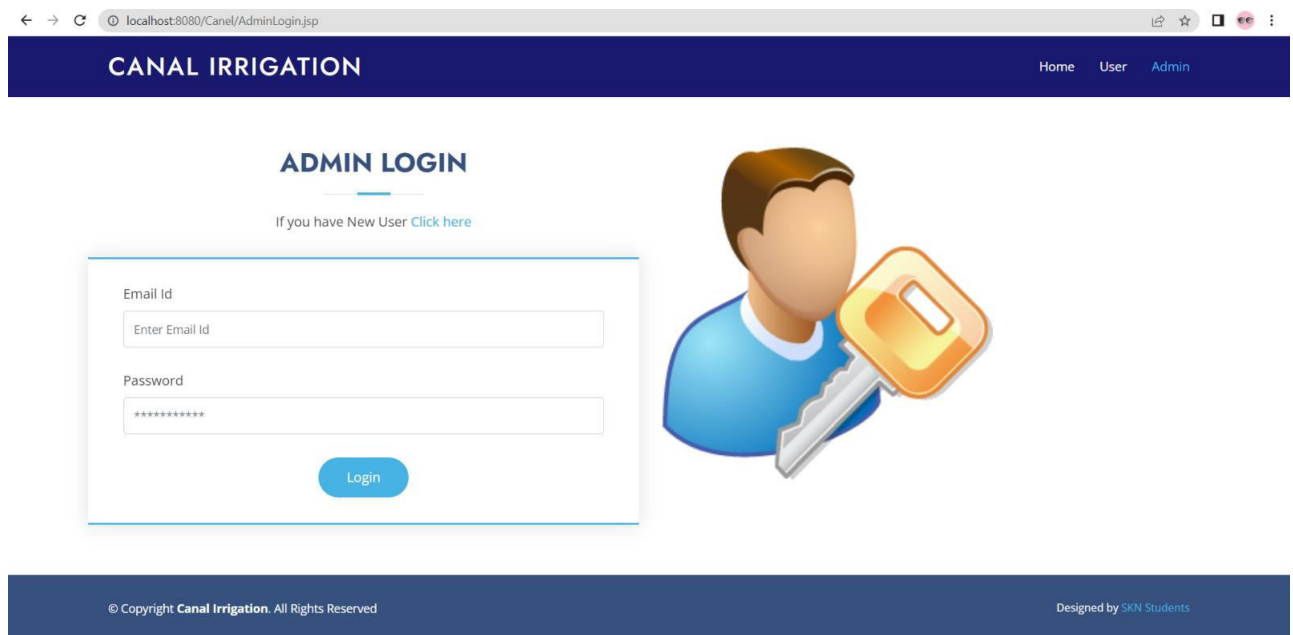 localhost:8080/Canel/AdminLogin.jsp
CANAL IRRIGATION
Home User Admin
ADMIN LOGIN
If you have New User Click here
Email Id
Enter Email Id
Password
***********
Login
© Copyright Canal Irrigation. All Rights Reserved
Designed by SKN Students